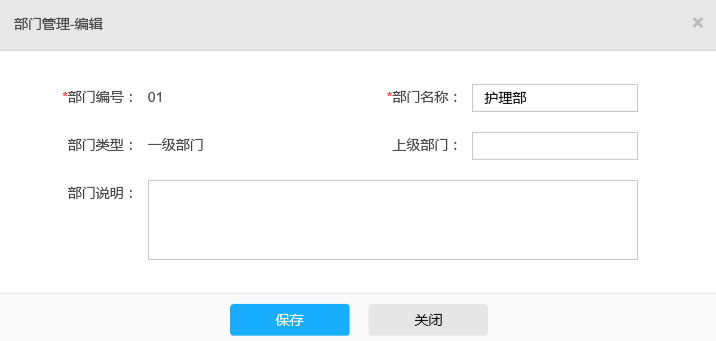 部门管理-编辑 ×
*部门编号： 01 *部门名称： 护理部
部门类型： 一级部门 上级部门：
部门说明：
保存 关闭